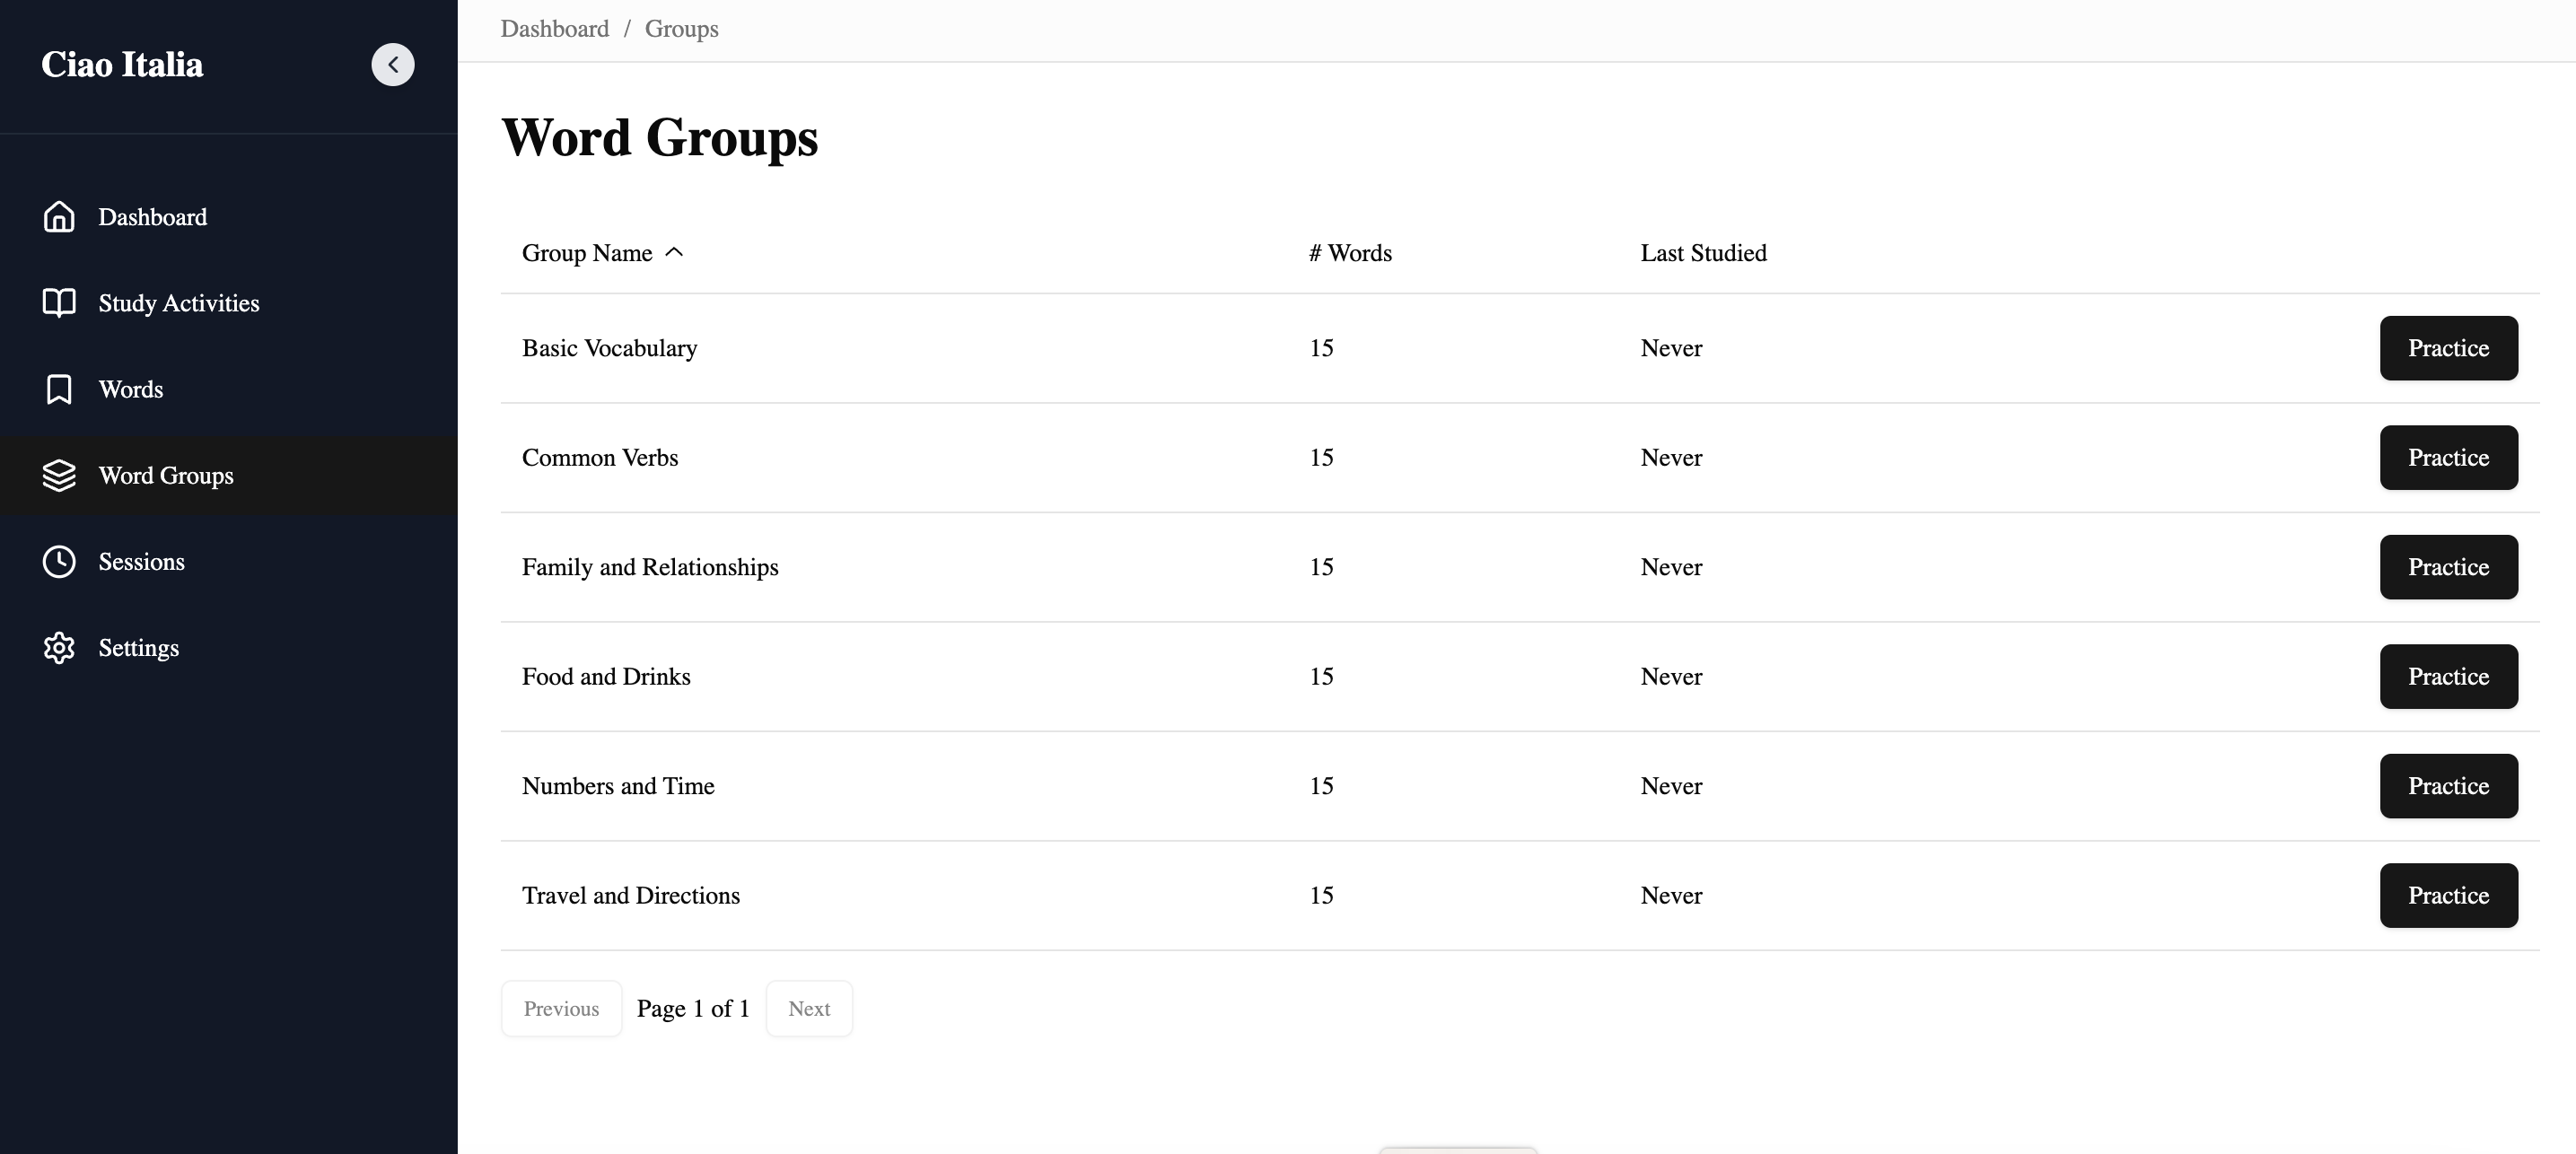 Ciao Italia
Dashboard
Study Activities
Words
Word Groups
Sessions
Settings
Dashboard / Groups
Word Groups
Group Name # Words Last Studied
Basic Vocabulary 15 Never Practice
Common Verbs 15 Never Practice
Family and Relationships 15 Never Practice
Food and Drinks 15 Never Practice
Numbers and Time 15 Never Practice
Travel and Directions 15 Never Practice
Previous Page 1 of 1 Next